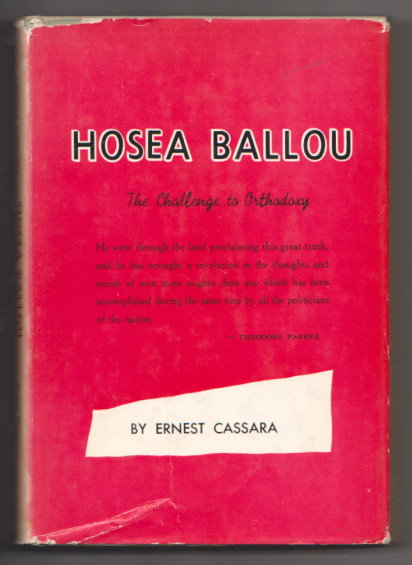 HOSEA BALLOU
The Challenge to Orthodoxy
He went through the land proclaiming this great truth,
and he has wrought a revolution in the thoughts and
minds of men more mighty than any which has been
accomplished during the same time by all the politicians
of the nation.
— THEODORE PARKER
BY ERNEST CASSARA